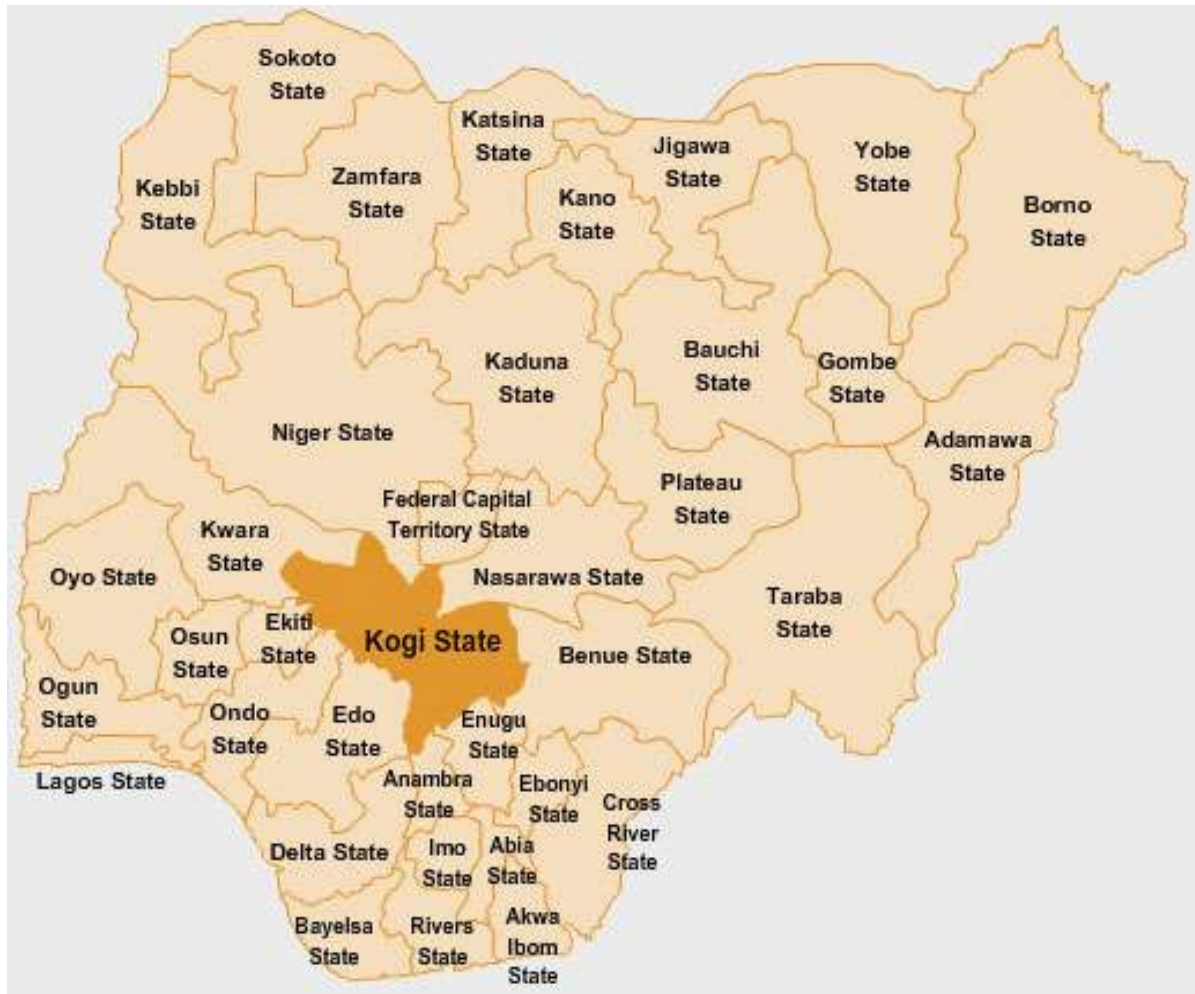 Sokoto
State
Katsina
State
Jigawa
State
Yobe
State
Kebbi
State
Zamfara
State
Kano
State
Borno
State
Kaduna
State
Bauchi
State
Gombe
State
Niger State
Adamawa
State
Plateau
State
Federal Capital
Territory State
Kwara
State
Oyo State
Nasarawa State
Taraba
State
Osun
State
Ekiti
State
Kogi State
Benue State
Ogun
State
Ondo
State
Edo
State
Enugu
State
Lagos State
Anambra
State
Ebonyi
State
Cross
River
State
Delta State
Imo
State
Abia
State
Bayelsa
State
Rivers
State
Akwa
Ibom
State